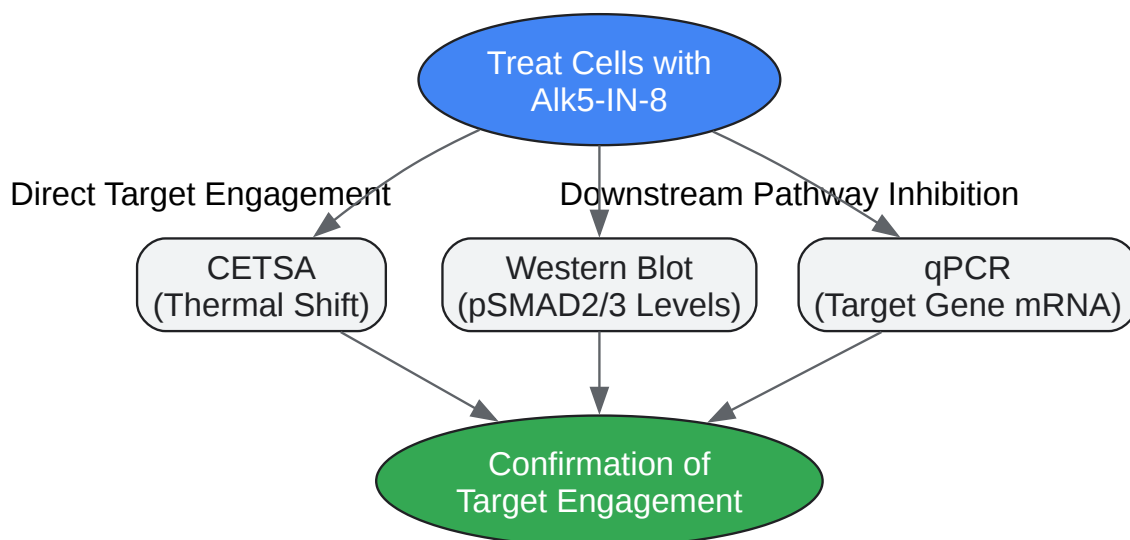 Treat Cells with
Alk5-IN-8
Direct Target Engagement
Downstream Pathway Inhibition
CETSA
(Thermal Shift)
Western Blot
(pSMAD2/3 Levels)
qPCR
(Target Gene mRNA)
Confirmation of
Target Engagement